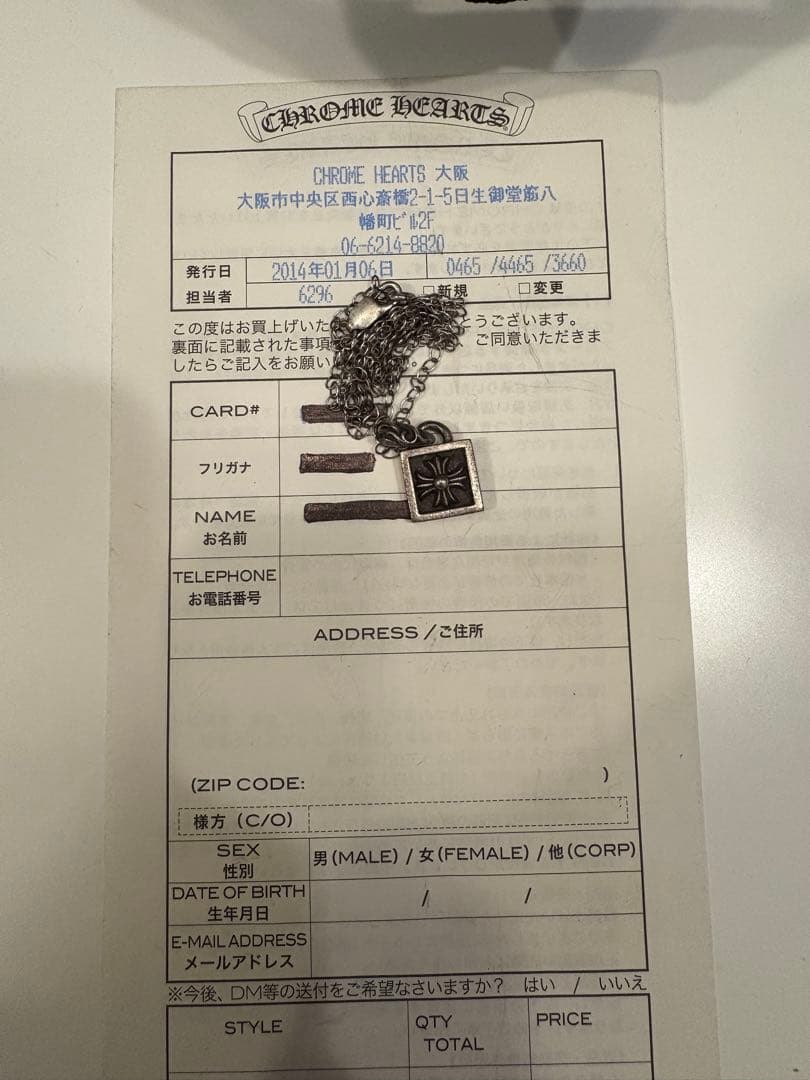 CHROME HEARTS
CHROME HEARTS 大阪
大阪市中央区西心斎橋2-1-5日生御堂筋八
幡町ビル2F
06-6214-8820
発行日 2014年01月06日 0465 /4465 /3660
担当者 6296 □新規 □変更
この度はお買上げいた とうございます。
裏面に記載された事項 ご同意いただきま
したらご記入をお願い
CARD#
フリガナ
NAME
お名前
TELEPHONE
お電話番号
ADDRESS /ご住所
(ZIP CODE: )
様方 (C/O)
SEX
性別
男(MALE) / 女(FEMALE) / 他(CORP)
DATE OF BIRTH
生年月日
/ /
E-MAIL ADDRESS
メールアドレス
※今後、DM等の送付をご希望なさいますか? はい / いいえ
STYLE QTY PRICE
TOTAL